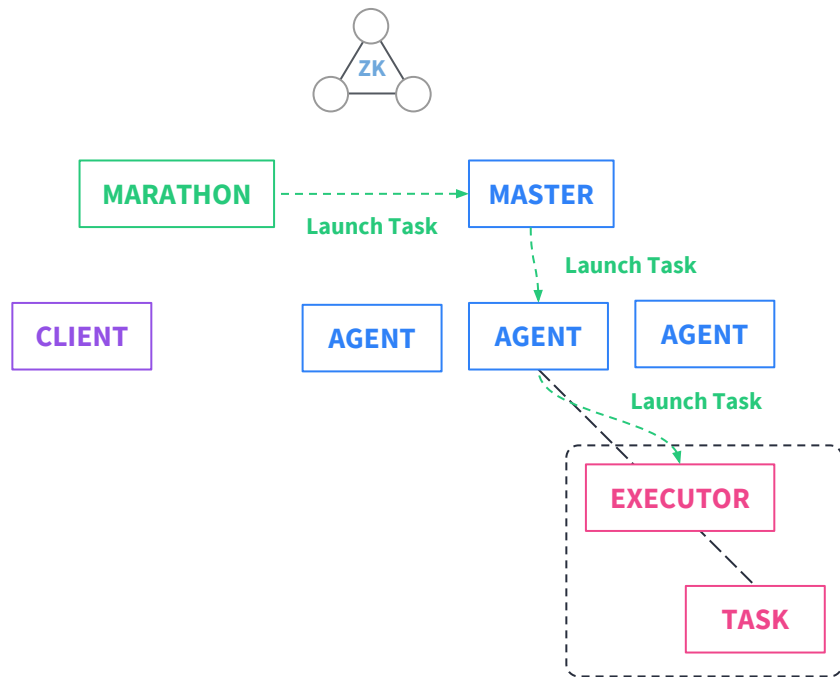 ZK
MARATHON
MASTER
Launch Task
Launch Task
CLIENT
AGENT
AGENT
AGENT
Launch Task
EXECUTOR
TASK